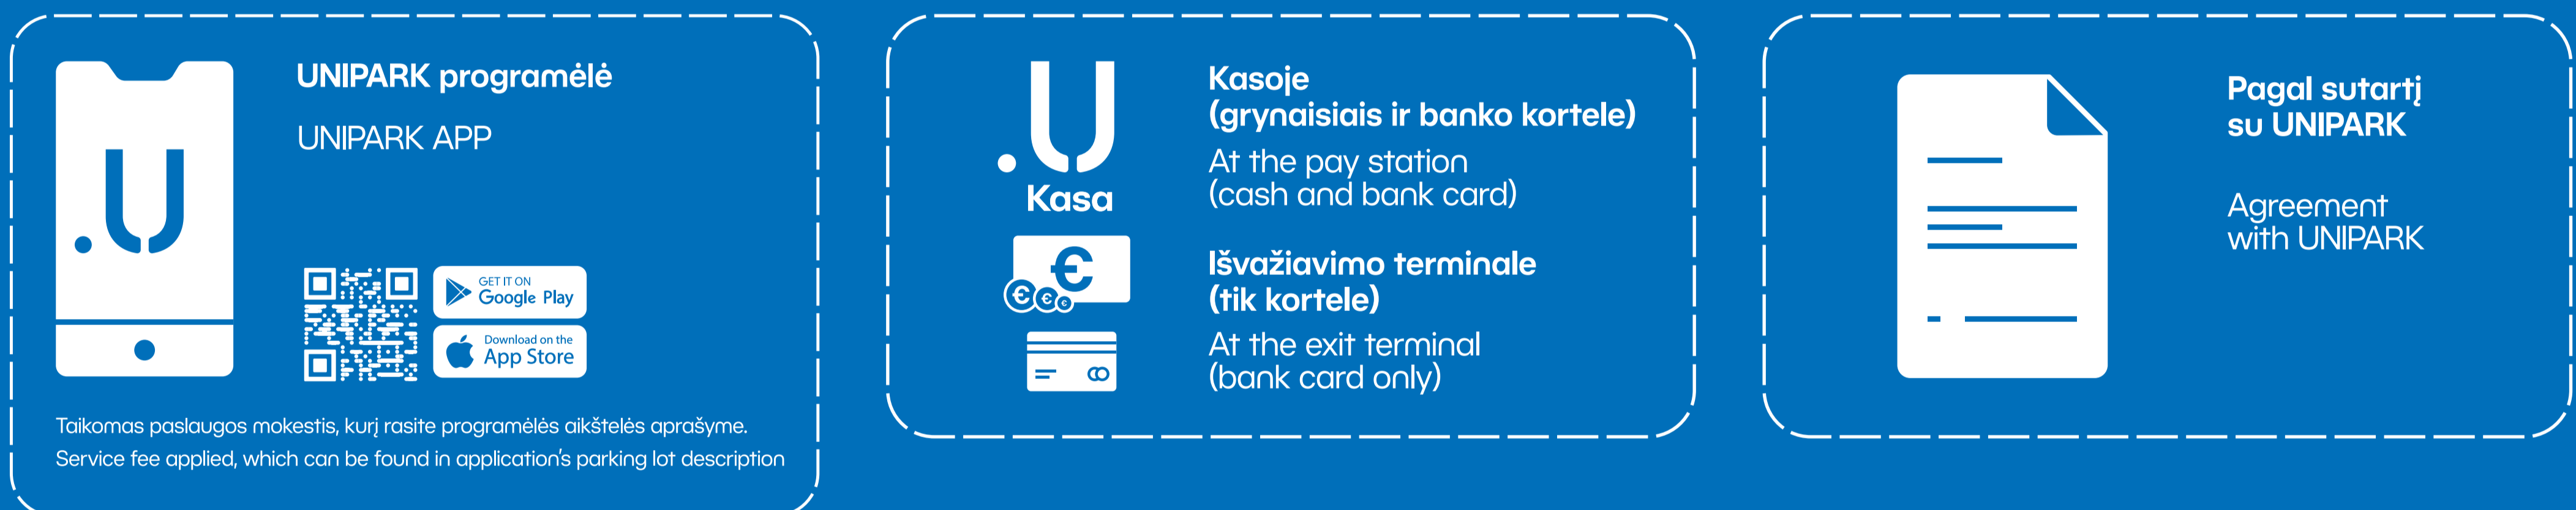 UNIPARK programėlė
UNIPARK APP
.U
GET IT ON
Google Play
Download on the
App Store
Taikomas paslaugos mokestis, kurį rasite programėlės aikštelės aprašyme.
Service fee applied, which can be found in application's parking lot description
.U
Kasa
€
€ € €
Kasoje
(grynaisiais ir banko kortele)
At the pay station
(cash and bank card)
Išvažiavimo terminale
(tik kortele)
At the exit terminal
(bank card only)
Pagal sutartį
su UNIPARK
Agreement
with UNIPARK